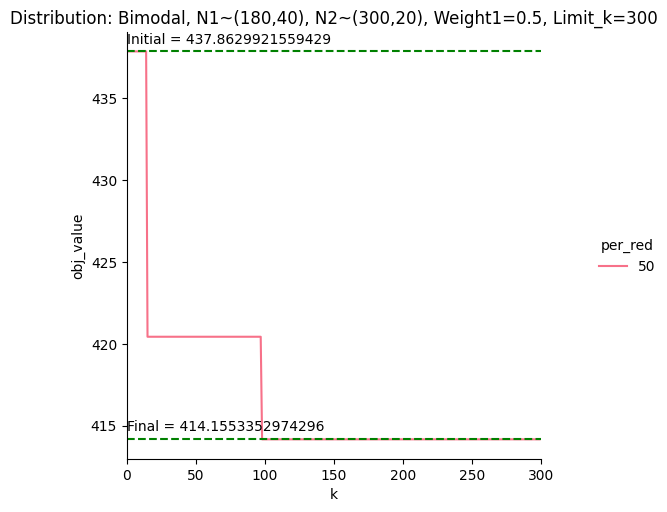 Distribution: Bimodal, N1~(180,40), N2~(300,20), Weight1=0.5, Limit_k=300
Initial = 437.8629921559429
435
430
425
420
415
obj_value
Final = 414.1553352974296
0 50 100 150 200 250 300
k
per_red
50